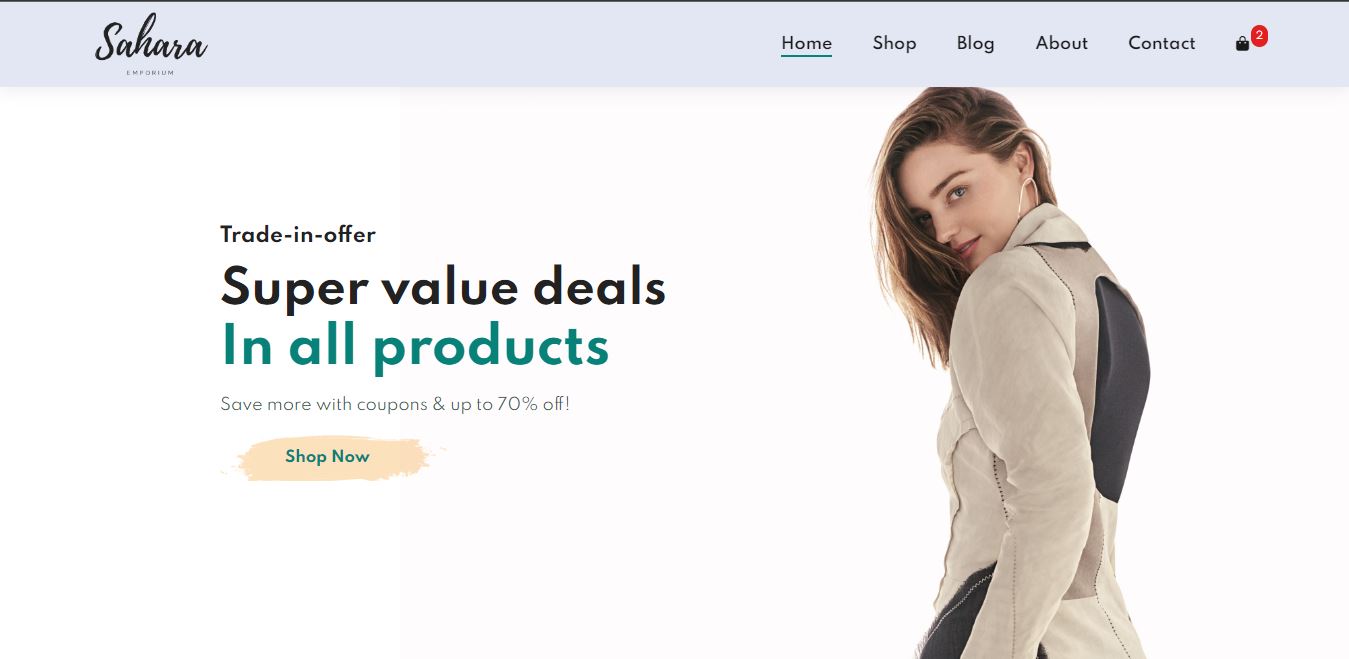 Sahara
EMPORIUM
Home Shop Blog About Contact 2
Trade-in-offer
Super value deals
In all products
Save more with coupons & up to 70% off!
Shop Now